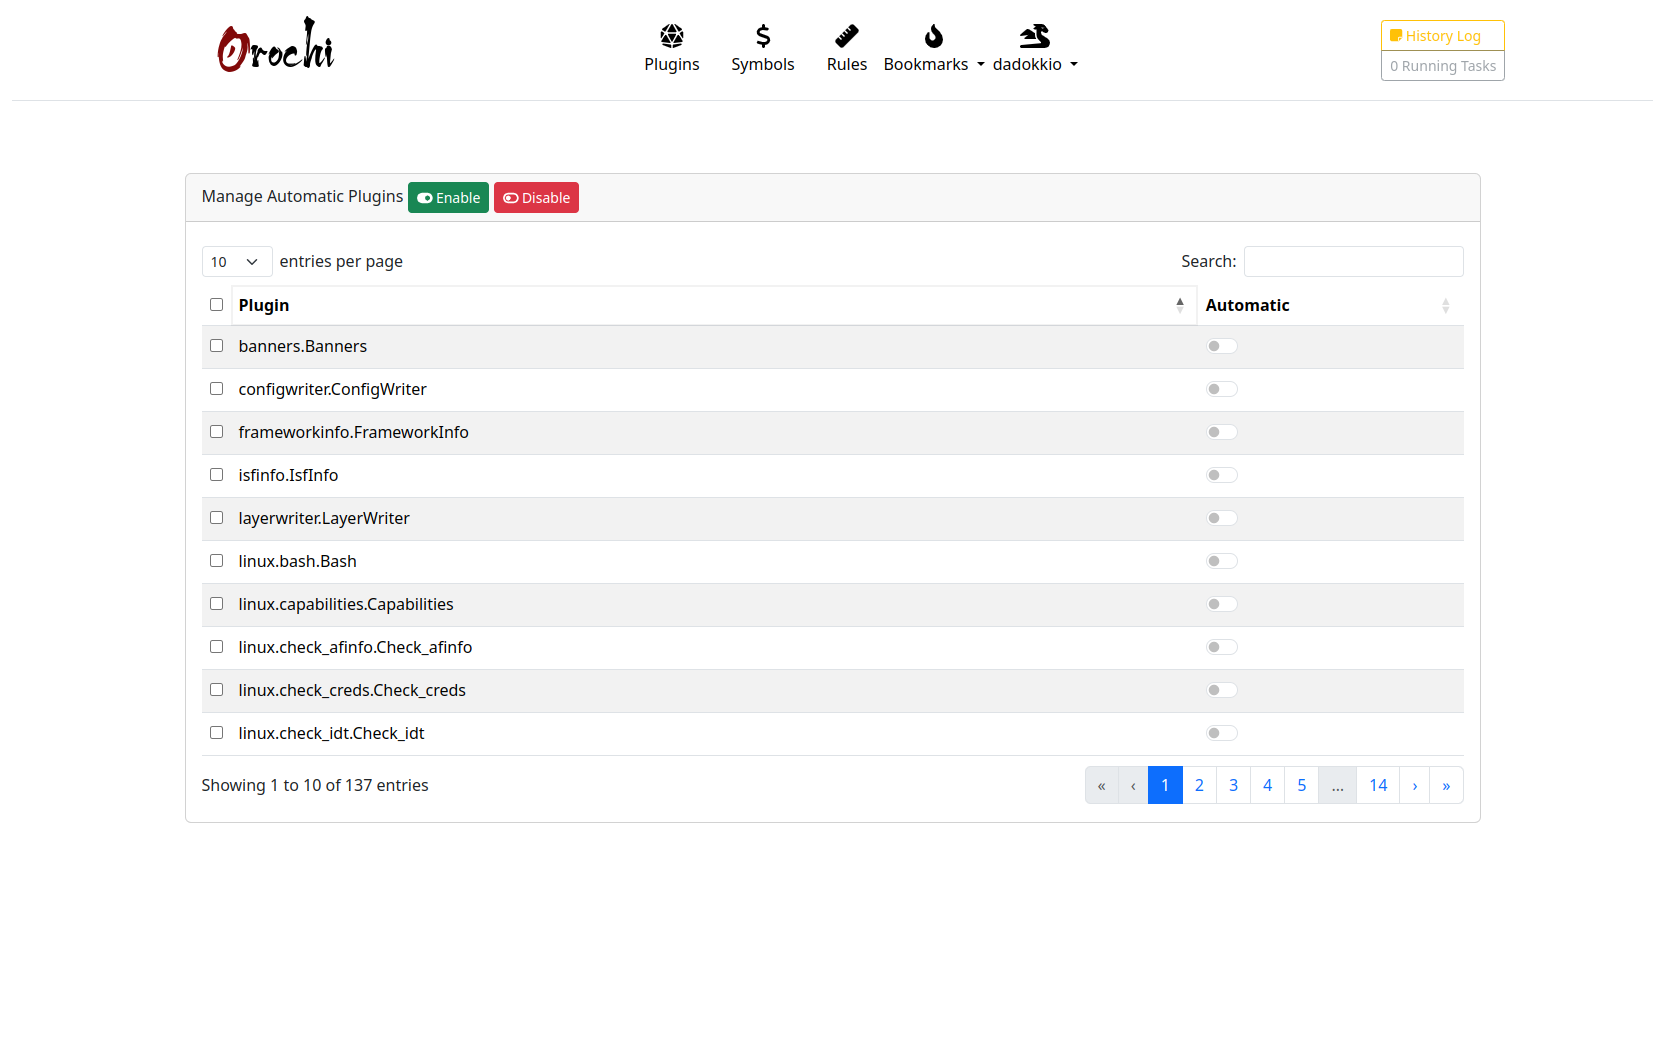 Orochi
Plugins
Symbols
Rules
Bookmarks
dadokkio
History Log
0 Running Tasks
Manage Automatic Plugins Enable Disable
10 entries per page
Search:
Plugin Automatic
banners.Banners
configwriter.ConfigWriter
frameworkinfo.FrameworkInfo
isfinfo.IsfInfo
layerwriter.LayerWriter
linux.bash.Bash
linux.capabilities.Capabilities
linux.check_afinfo.Check_afinfo
linux.check_creds.Check_creds
linux.check_idt.Check_idt
Showing 1 to 10 of 137 entries
« ‹ 1 2 3 4 5 … 14 › »